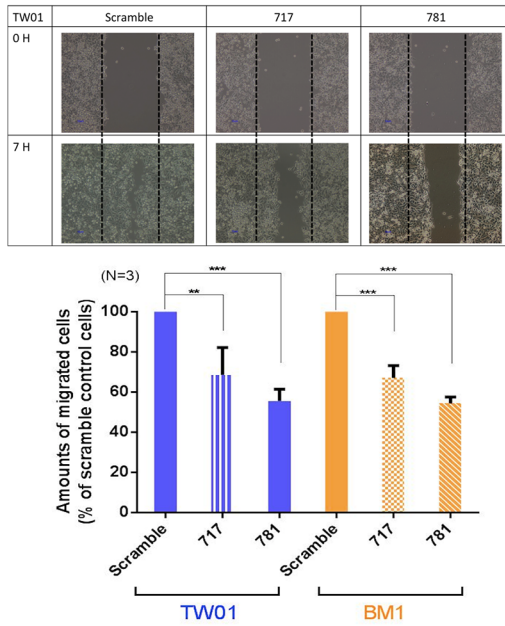 TW01 Scramble 717 781
0 H
7 H
(N=3)
*** ***
** ***
Amounts of migrated cells
(% of scramble control cells)
100
80
60
40
20
0
Scramble 717 781 Scramble 717 781
TW01 BM1